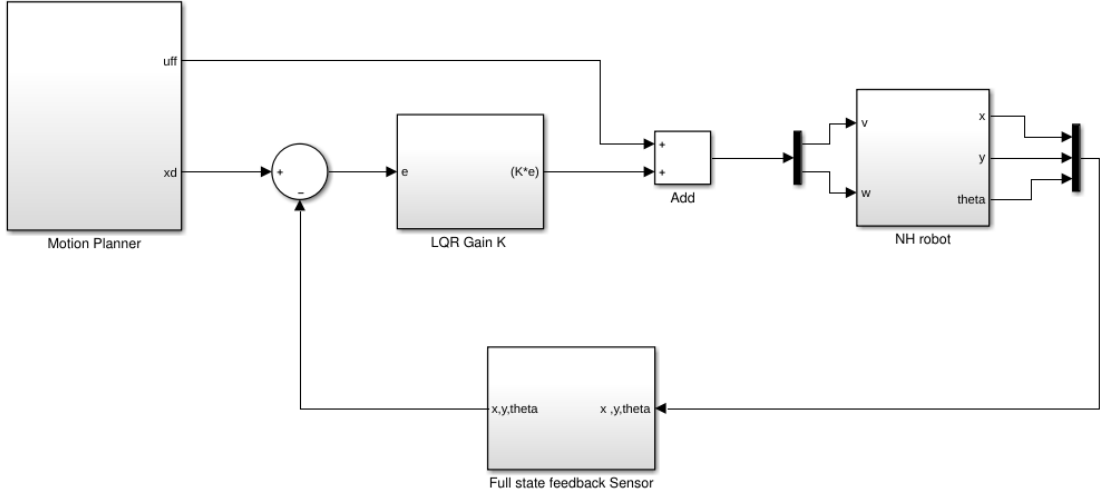 uff
xd
Motion Planner
+
−
e
(K*e)
LQR Gain K
+
+
Add
v
w
x
y
theta
NH robot
x,y,theta
x ,y,theta
Full state feedback Sensor